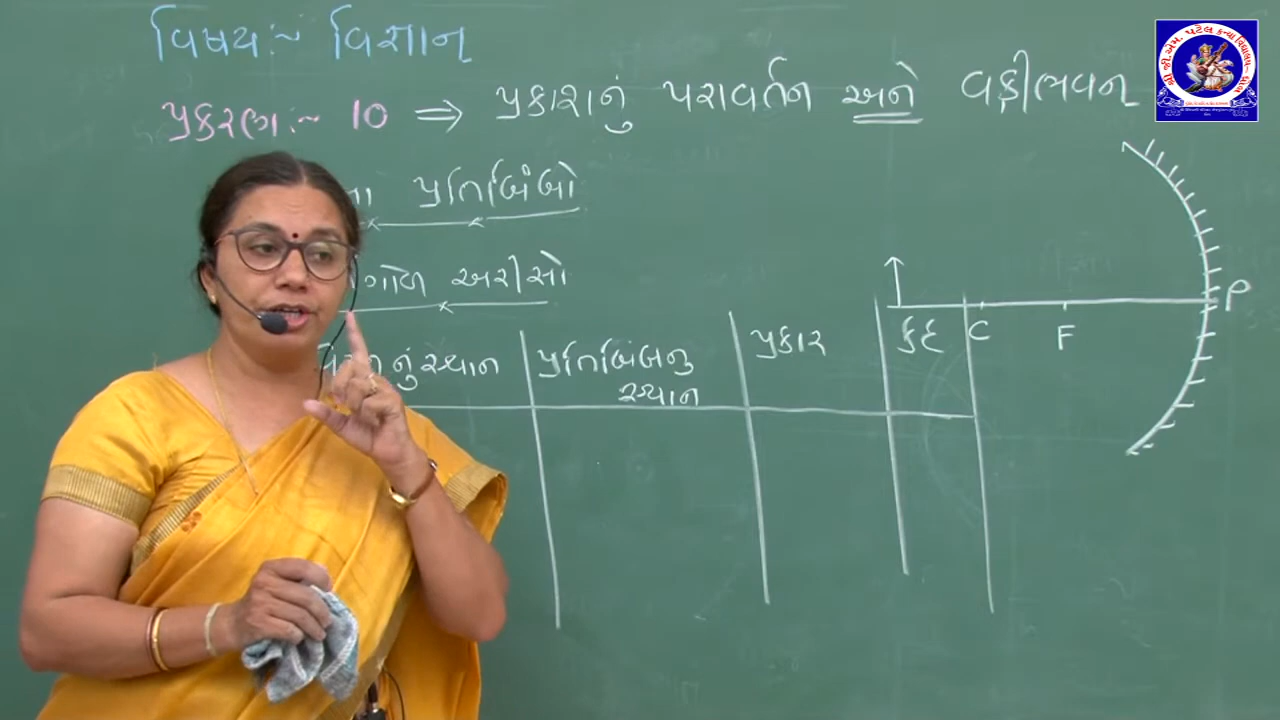 વિષય:~ વિજ્ઞાન
પ્રકરણ:~ 10 ⇒ પ્રકાશનું પરાવર્તન અને વક્રીભવન
પ્રતિબિંબો
ગોળ અરીસો
નું સ્થાન
પ્રતિબિંબનુ સ્થાન
પ્રકાર
કદ
C
F
P